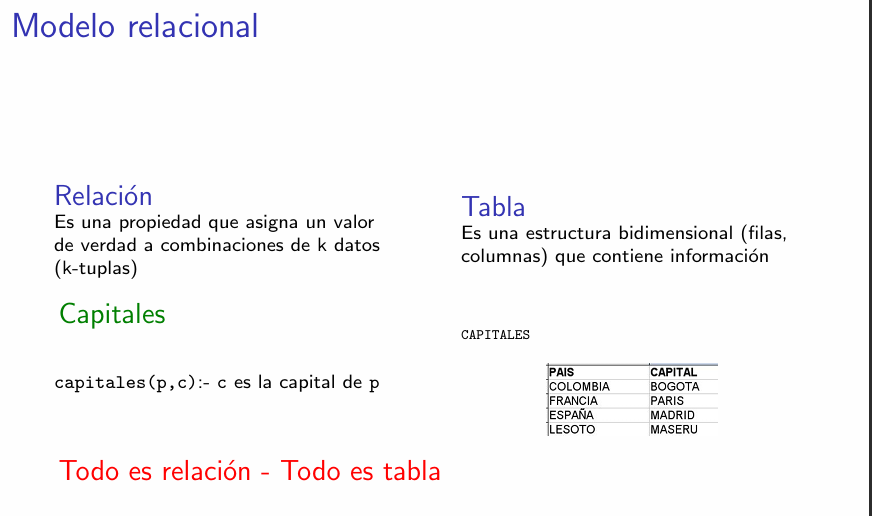 Modelo relacional
Relación
Es una propiedad que asigna un valor
de verdad a combinaciones de k datos
(k-tuplas)
Capitales
capitales(p,c):- c es la capital de p
Tabla
Es una estructura bidimensional (filas,
columnas) que contiene información
CAPITALES
PAIS CAPITAL
COLOMBIA BOGOTA
FRANCIA PARIS
ESPAÑA MADRID
LESOTO MASERU
Todo es relación - Todo es tabla